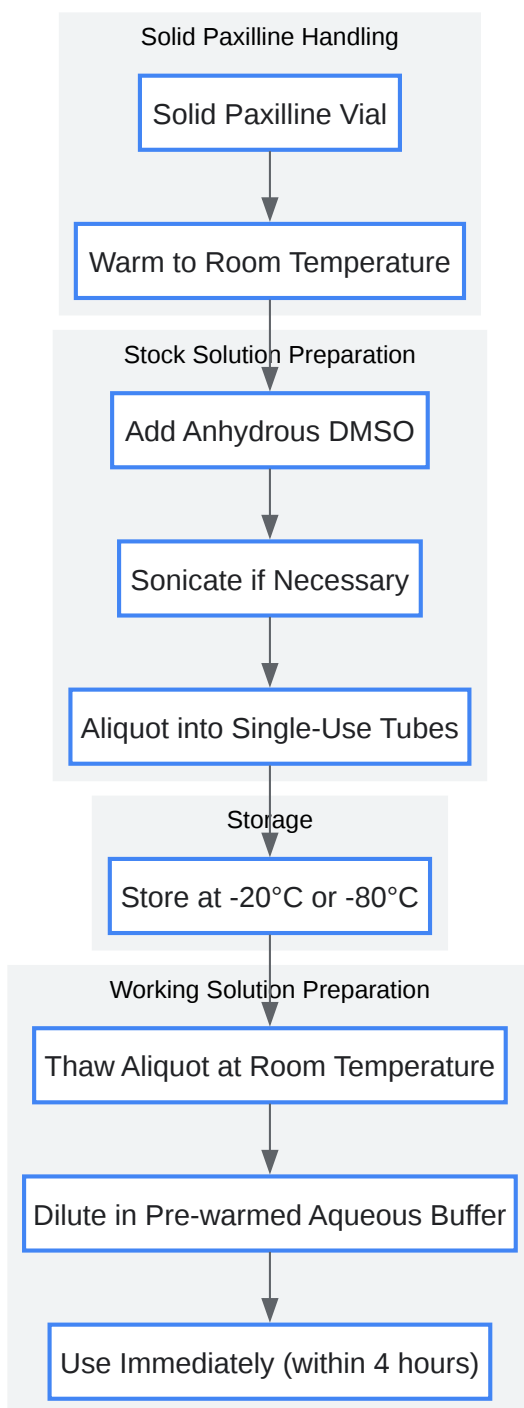 Solid Paxilline Handling
Solid Paxilline Vial
Warm to Room Temperature
Stock Solution Preparation
Add Anhydrous DMSO
Sonicate if Necessary
Aliquot into Single-Use Tubes
Storage
Store at -20°C or -80°C
Working Solution Preparation
Thaw Aliquot at Room Temperature
Dilute in Pre-warmed Aqueous Buffer
Use Immediately (within 4 hours)